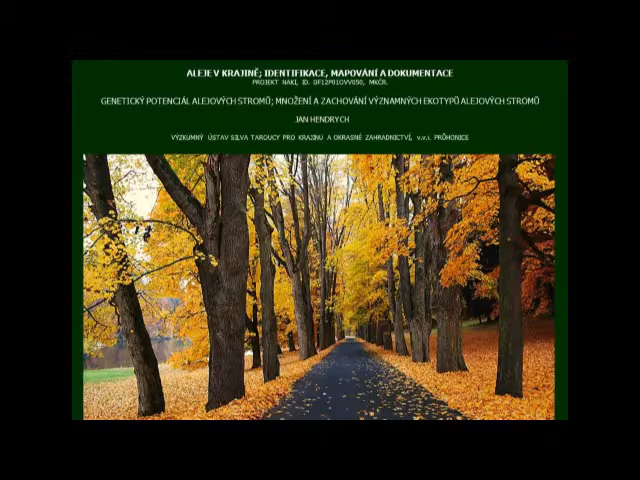 ALEJE V KRAJINĚ; IDENTIFIKACE, MAPOVÁNÍ A DOKUMENTACE
PROJEKT NAKI, ID. DF12P01OVV050, MKČR.
GENETICKÝ POTENCIÁL ALEJOVÝCH STROMŮ; MNOŽENÍ A ZACHOVÁNÍ VÝZNAMNÝCH EKOTYPŮ ALEJOVÝCH STROMŮ
JAN HENDRYCH
VÝZKUMNÝ ÚSTAV SILVA TAROUCY PRO KRAJINU A OKRASNÉ ZAHRADNICTVÍ, v.v.i. PRŮHONICE